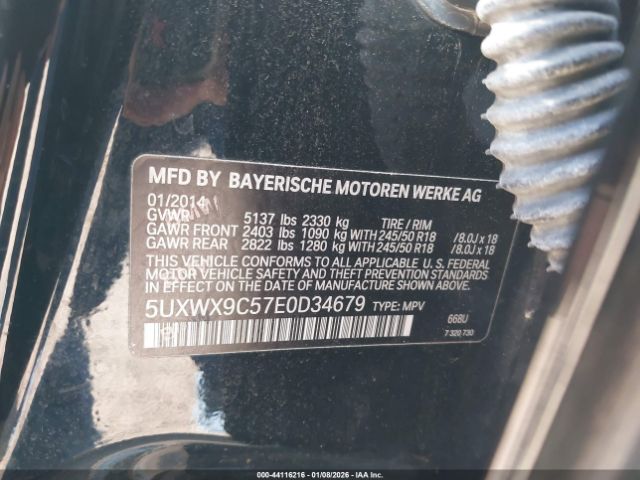 MFD BY BAYERISCHE MOTOREN WERKE AG
01/2014
GVWR 5137 lbs 2330 kg TIRE / RIM
GAWR FRONT 2403 lbs 1090 kg WITH 245/50 R18 /8.0J x 18
GAWR REAR 2822 lbs 1280 kg WITH 245/50 R18 /8.0J x 18
THIS VEHICLE CONFORMS TO ALL APPLICABLE U.S. FEDERAL
MOTOR VEHICLE SAFETY AND THEFT PREVENTION STANDARDS
IN EFFECT ON THE DATE OF MANUFACTURE SHOWN ABOVE.
5UXWX9C57E0D34679 TYPE: MPV
668U
7 320 730
000-44116216 - 01/08/2026 - IAAI.COM